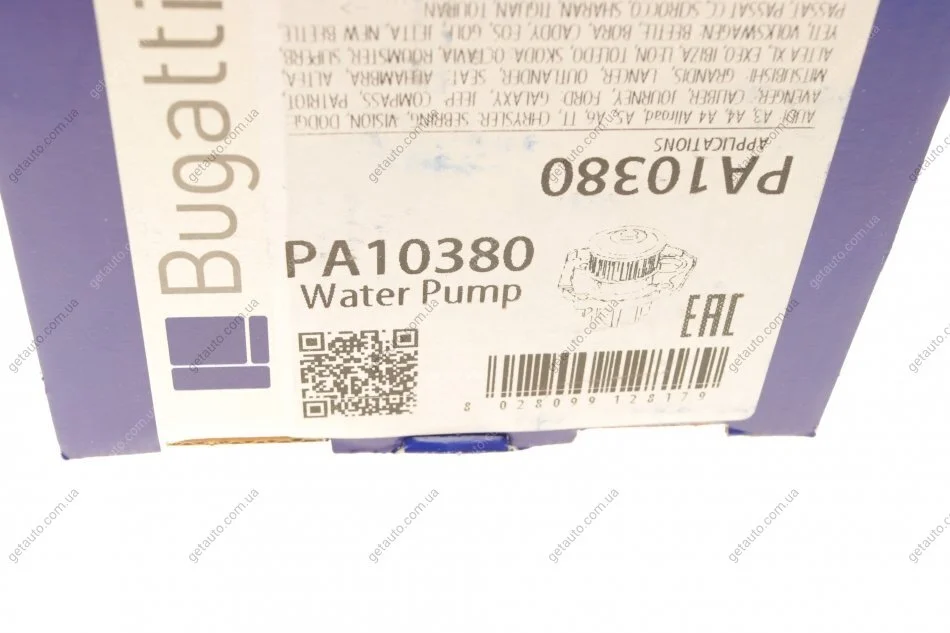 Bugatti
PA10380
APPLICATIONS
AUDI: A3, A4, A4 Allroad, A5, A6, TT, CHRYSLER: SEBRING, VISION, DODGE:
AVENGER, CALIBER, JOURNEY, FORD: GALAXY, JEEP: COMPASS, PATRIOT,
MITSUBISHI: GRANDIS, LANCER, OUTLANDER, SEAT: ALHAMBRA, ALTEA,
ALTEA XL, EXEO, IBIZA, LEON, TOLEDO, SKODA: OCTAVIA, ROOMSTER, SUPERB,
YETI, VOLKSWAGEN: BEETLE, BORA, CADDY, EOS, GOLF, JETTA, NEW BEETLE,
PASSAT, PASSAT CC, SCIROCCO, SHARAN, TIGUAN, TOURAN
PA10380
Water Pump
EAC
8 028099 128179
getauto.com.ua